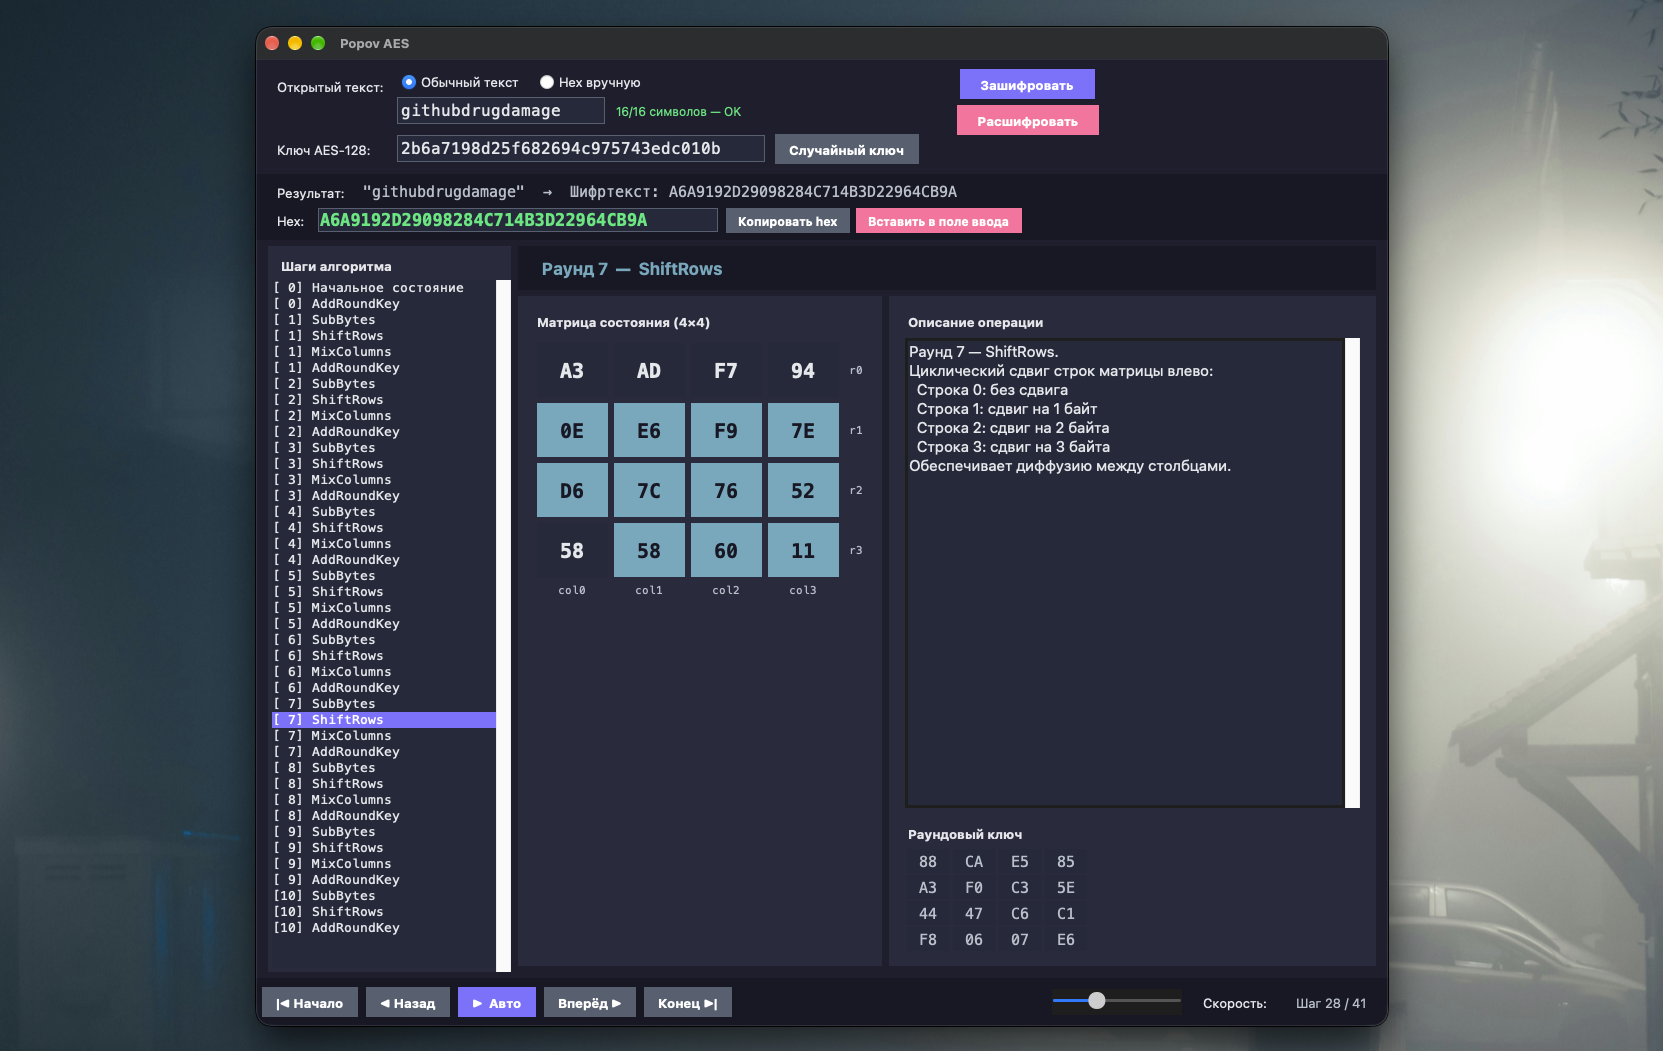 Popov AES
Открытый текст:
Обычный текст
Hex вручную
githubdrugdamage
16/16 символов — OK
Зашифровать
Расшифровать
Ключ AES-128:
2b6a7198d25f682694c975743edc010b
Случайный ключ
Результат: "githubdrugdamage" → Шифртекст: A6A9192D29098284C714B3D22964CB9A
Hex:
A6A9192D29098284C714B3D22964CB9A
Копировать hex
Вставить в поле ввода
Шаги алгоритма
[ 0] Начальное состояние
[ 0] AddRoundKey
[ 1] SubBytes
[ 1] ShiftRows
[ 1] MixColumns
[ 1] AddRoundKey
[ 2] SubBytes
[ 2] ShiftRows
[ 2] MixColumns
[ 2] AddRoundKey
[ 3] SubBytes
[ 3] ShiftRows
[ 3] MixColumns
[ 3] AddRoundKey
[ 4] SubBytes
[ 4] ShiftRows
[ 4] MixColumns
[ 4] AddRoundKey
[ 5] SubBytes
[ 5] ShiftRows
[ 5] MixColumns
[ 5] AddRoundKey
[ 6] SubBytes
[ 6] ShiftRows
[ 6] MixColumns
[ 6] AddRoundKey
[ 7] SubBytes
[ 7] ShiftRows
[ 7] MixColumns
[ 7] AddRoundKey
[ 8] SubBytes
[ 8] ShiftRows
[ 8] MixColumns
[ 8] AddRoundKey
[ 9] SubBytes
[ 9] ShiftRows
[ 9] MixColumns
[ 9] AddRoundKey
[10] SubBytes
[10] ShiftRows
[10] AddRoundKey
Раунд 7 — ShiftRows
Матрица состояния (4×4)
A3 AD F7 94 r0
0E E6 F9 7E r1
D6 7C 76 52 r2
58 58 60 11 r3
col0 col1 col2 col3
Описание операции
Раунд 7 — ShiftRows.
Циклический сдвиг строк матрицы влево:
Строка 0: без сдвига
Строка 1: сдвиг на 1 байт
Строка 2: сдвиг на 2 байта
Строка 3: сдвиг на 3 байта
Обеспечивает диффузию между столбцами.
Раундовый ключ
88 CA E5 85
A3 F0 C3 5E
44 47 C6 C1
F8 06 07 E6
|◀ Начало
◀ Назад
▶ Авто
Вперёд ▶
Конец ▶|
Скорость:
Шаг 28 / 41